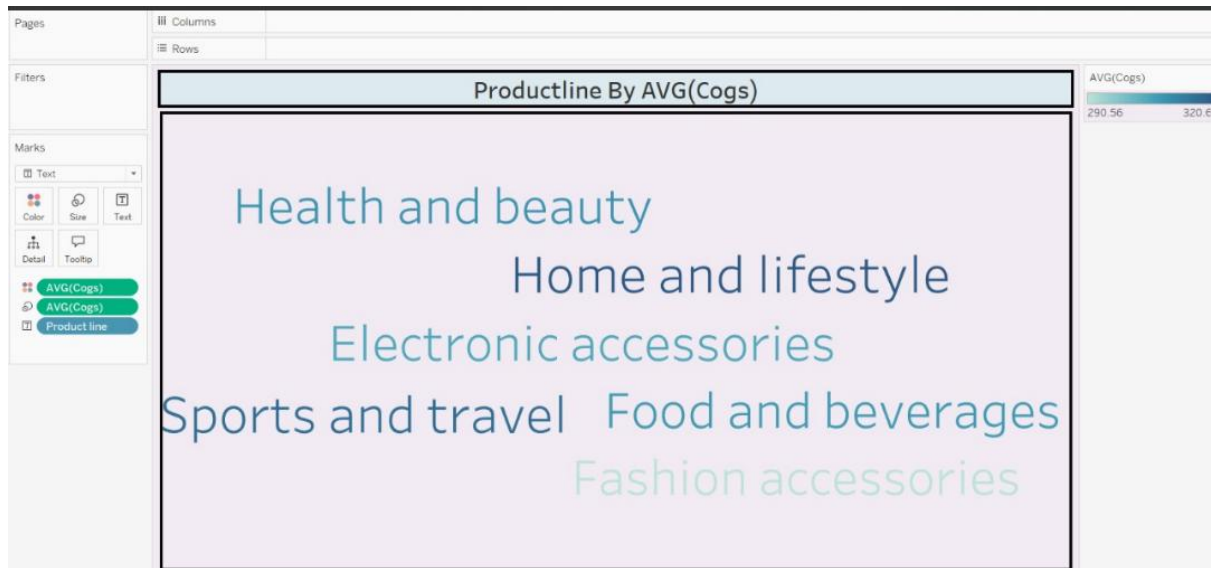 Pages
Columns
Rows
Filters
Productline By AVG(Cogs)
AVG(Cogs)
290.56 320.6
Marks
Text
Color Size Text
Detail Tooltip
AVG(Cogs)
AVG(Cogs)
Product line
Health and beauty
Home and lifestyle
Electronic accessories
Sports and travel Food and beverages
Fashion accessories